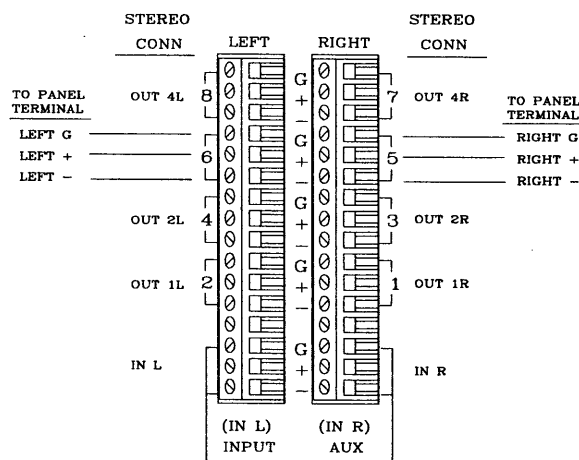 STEREO STEREO
CONN LEFT RIGHT CONN
TO PANEL TERMINAL
OUT 4L 8 G + − 7 OUT 4R
TO PANEL TERMINAL
LEFT G G RIGHT G
LEFT + 6 + 5 RIGHT +
LEFT − − RIGHT −
OUT 2L 4 G + − 3 OUT 2R
OUT 1L 2 G + − 1 OUT 1R
IN L G + − IN R
(IN L) (IN R)
INPUT AUX